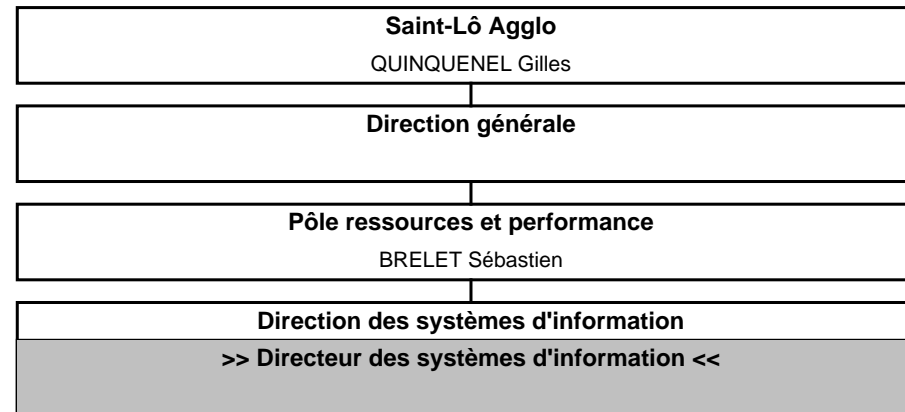 Saint-Lô Agglo
QUINQUENEL Gilles
Direction générale
Pôle ressources et performance
BRELET Sébastien
Direction des systèmes d'information
>> Directeur des systèmes d'information <<